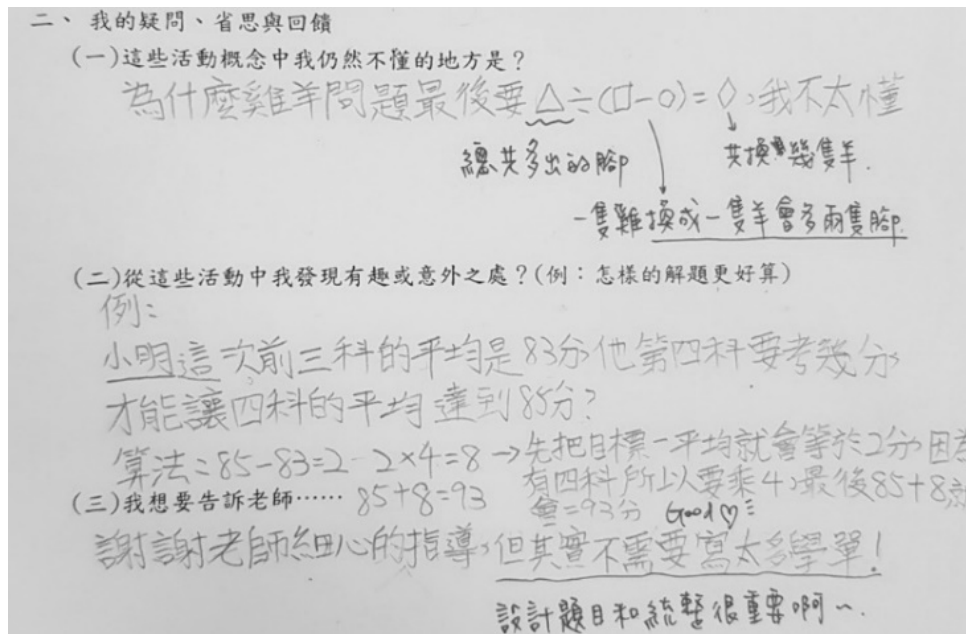 二、 我的疑問、省思與回饋
(一)這些活動概念中我仍然不懂的地方是？
為什麼雞羊問題最後要△÷(□-○)=◇，我不太懂
總共多出的腳
共換幾隻羊.
一隻雞換成一隻羊會多兩隻腳
(二)從這些活動中我發現有趣或意外之處？(例：怎樣的解題更好算)
例：
小明這次前三科的平均是83分，他第四科要考幾分，
才能讓四科的平均達到85分？
算法：85-83=2 2×4=8 →先把目標-平均就會等於2分，因為
有四科所以要乘4，最後85+8就
(三)我想要告訴老師…… 85+8=93
會=93分 Good♡
謝謝老師細心的指導，但其實不需要寫太多學單！
設計題目和統整很重要啊～.